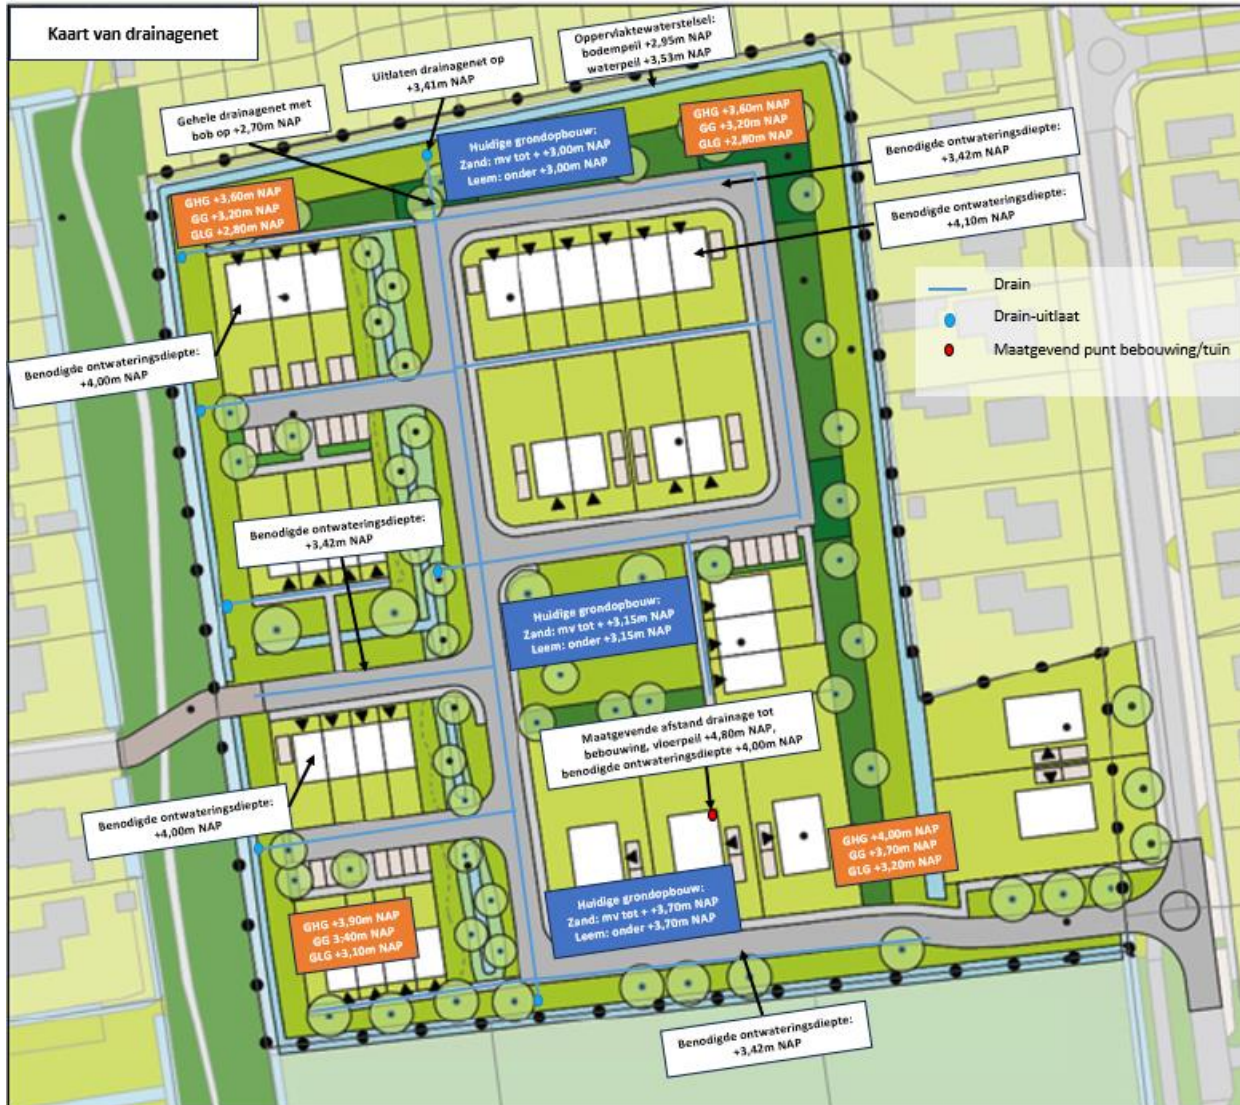 Kaart van drainagenet
Uitlaten drainagenet op
+3,41m NAP
Oppervlaktewaterstelsel:
bodempeil +2,95m NAP
waterpeil +3,53m NAP
Gehele drainagenet met
bob op +2,70m NAP
Huidige grondopbouw:
Zand: mv tot + +3,00m NAP
Leem: onder +3,00m NAP
GHG +3,60m NAP
GG +3,20m NAP
GLG +2,80m NAP
Benodigde ontwateringsdiepte:
+3,42m NAP
GHG +3,60m NAP
GG +3,20m NAP
GLG +2,80m NAP
Benodigde ontwateringsdiepte:
+4,10m NAP
Drain
Drain-uitlaat
Maatgevend punt bebouwing/tuin
Benodigde ontwateringsdiepte:
+4,00m NAP
Benodigde ontwateringsdiepte:
+3,42m NAP
Huidige grondopbouw:
Zand: mv tot + +3,15m NAP
Leem: onder +3,15m NAP
Maatgevende afstand drainage tot
bebouwing, vloerpeil +4,80m NAP,
benodigde ontwateringsdiepte +4,00m NAP
Benodigde ontwateringsdiepte:
+4,00m NAP
GHG +4,00m NAP
GG +3,70m NAP
GLG +3,20m NAP
Huidige grondopbouw:
Zand: mv tot + +3,70m NAP
Leem: onder +3,70m NAP
GHG +3,90m NAP
GG 3:40m NAP
GLG +3,10m NAP
Benodigde ontwateringsdiepte:
+3,42m NAP